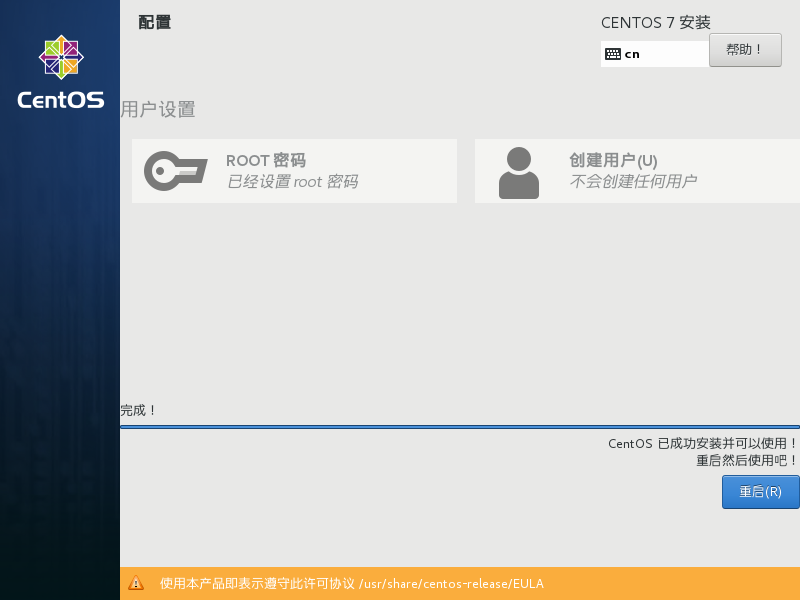 配置
CENTOS 7 安装
cn
帮助！
CentOS
用户设置
ROOT 密码
已经设置 root 密码
创建用户(U)
不会创建任何用户
完成！
CentOS 已成功安装并可以使用！
重启然后使用吧！
重启(R)
使用本产品即表示遵守此许可协议 /usr/share/centos-release/EULA